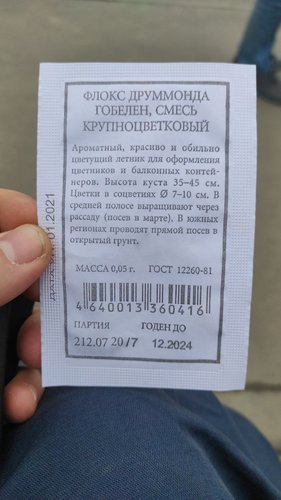 ФЛОКС ДРУММОНДА
ГОБЕЛЕН, СМЕСЬ
КРУПНОЦВЕТКОВЫЙ
Ароматный, красиво и обильно
цветущий летник для оформления
цветников и балконных контей-
неров. Высота куста 35–45 см.
Цветки в соцветиях Ø 7–10 см. В
средней полосе выращивают через
рассаду (посев в марте). В южных
регионах проводят прямой посев в
открытый грунт.
МАССА 0,05 г. ГОСТ 12260-81
4 640013 360416
ПАРТИЯ ГОДЕН ДО
212.07 20/7 12.2024
01.2021